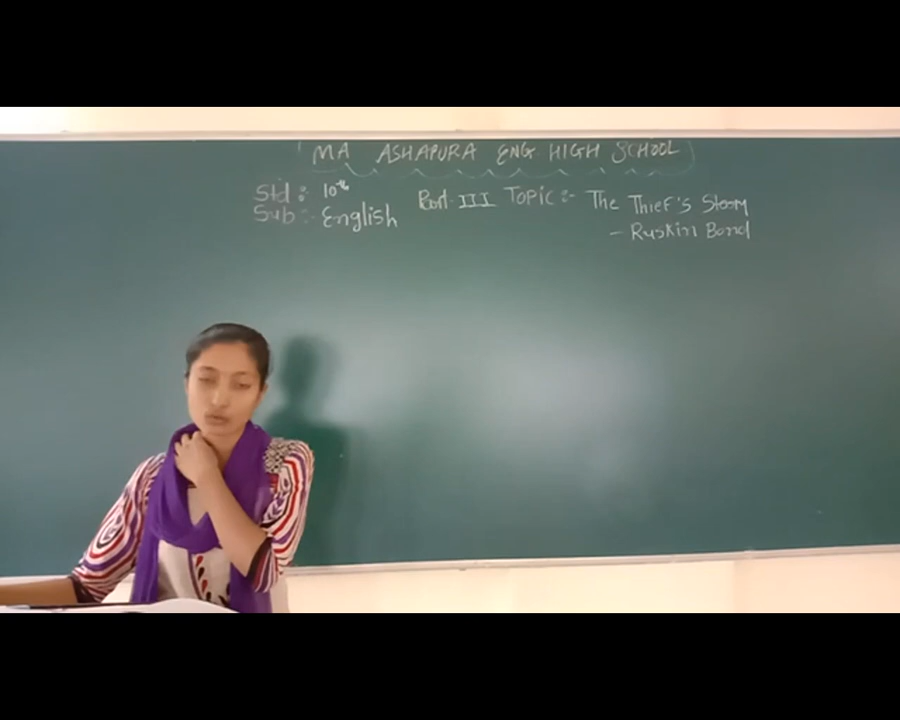 MA ASHAPURA ENG. HIGH SCHOOL
Std : 10th Part-III Topic:- The Thief's Story
Sub :- English - Ruskin Bond